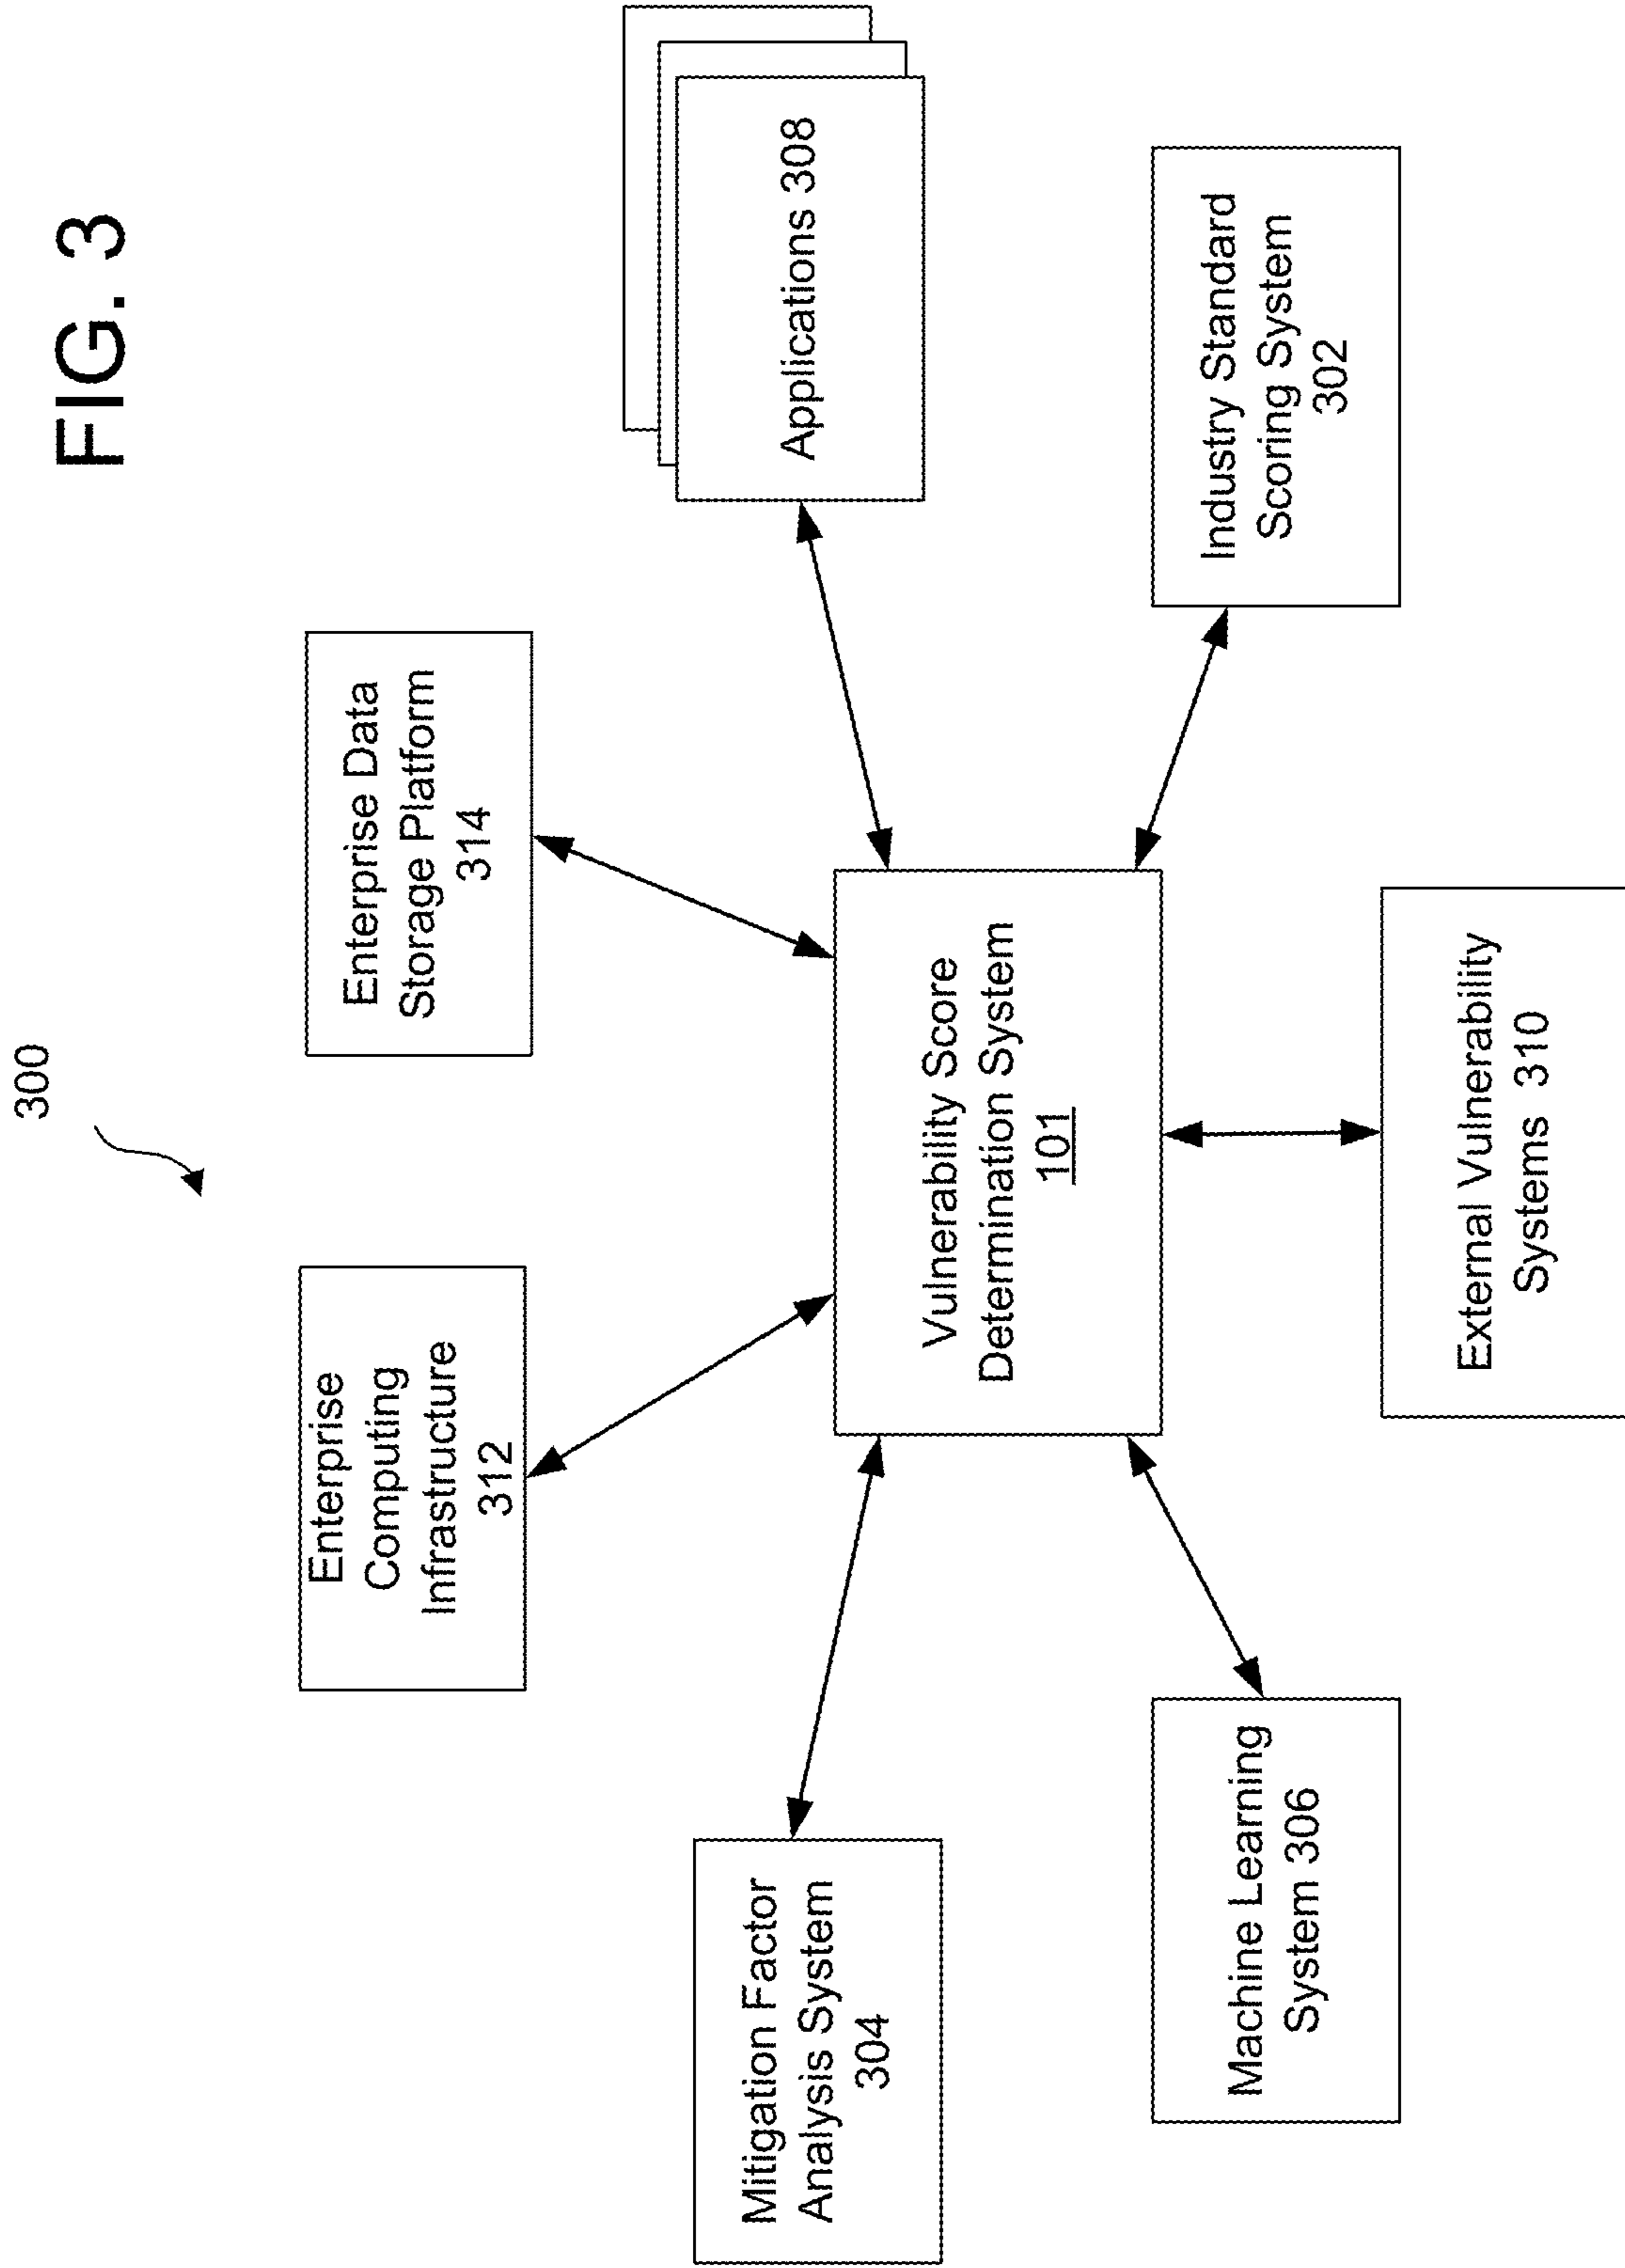 FIG. 3
300
Enterprise
Computing
Infrastructure
312
Enterprise Data
Storage Platform
314
Mitigation Factor
Analysis System
304
Vulnerability Score
Determination System
101
Applications 308
Machine Learning
System 306
External Vulnerability
Systems 310
Industry Standard
Scoring System
302